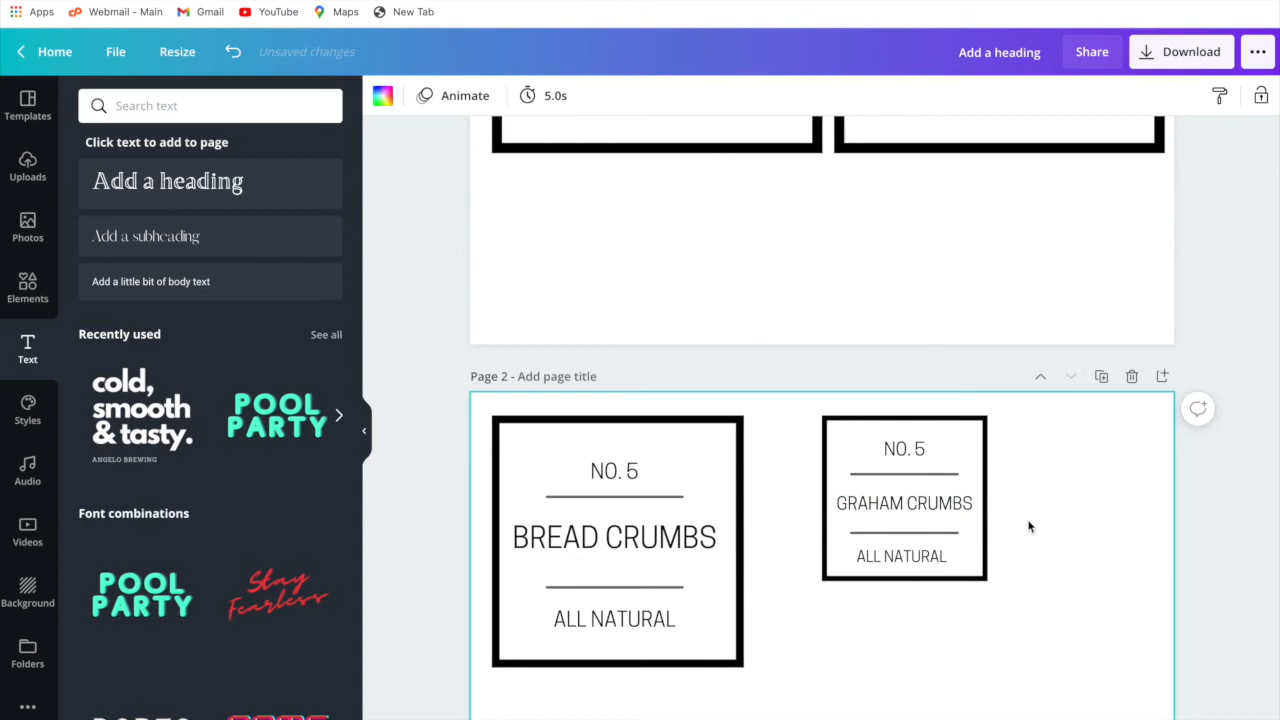 Apps
Webmail - Main
Gmail
YouTube
Maps
New Tab
Home
File
Resize
Unsaved changes
Add a heading
Share
Download
Templates
Uploads
Photos
Elements
Text
Styles
Audio
Videos
Background
Folders
Search text
Click text to add to page
Add a heading
Add a subheading
Add a little bit of body text
Recently used
See all
cold,
smooth
& tasty.
ANGELO BREWING
POOL
PARTY
Font combinations
POOL
PARTY
Stay
Fearless
Animate
5.0s
Page 2 - Add page title
NO. 5
BREAD CRUMBS
ALL NATURAL
NO. 5
GRAHAM CRUMBS
ALL NATURAL